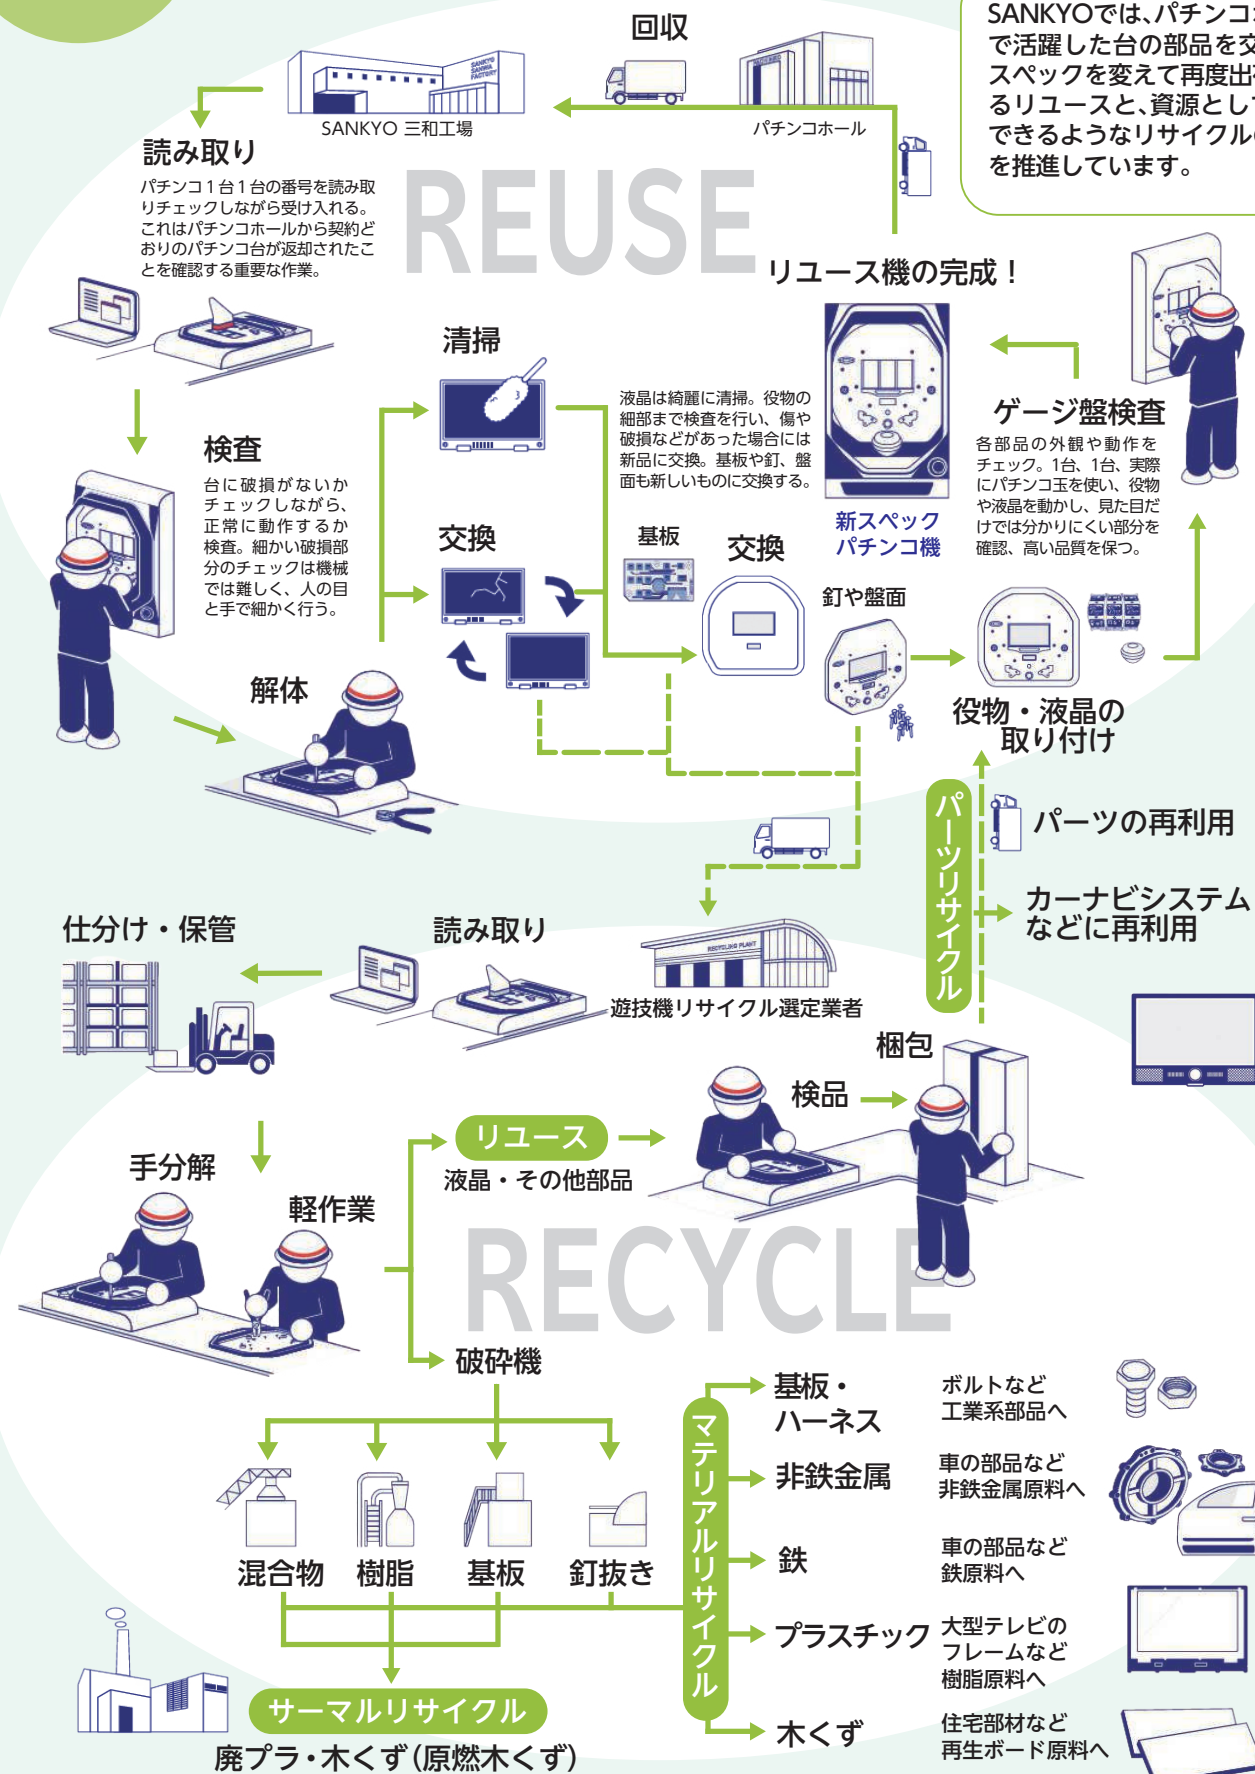 SANKYOでは、パチンコ
で活躍した台の部品を交
スペックを変えて再度出
るリユースと、資源として
できるようなリサイクル
を推進しています。
回収
SANKYO SANWA FACTORY
SANKYO 三和工場
パチンコホール
REUSE
読み取り
パチンコ１台１台の番号を読み取
りチェックしながら受け入れる。
これはパチンコホールから契約ど
おりのパチンコ台が返却されたこ
とを確認する重要な作業。
検査
台に破損がないか
チェックしながら、
正常に動作するか
検査。細かい破損部
分のチェックは機械
では難しく、人の目
と手で細かく行う。
解体
清掃
交換
液晶は綺麗に清掃。役物の
細部まで検査を行い、傷や
破損などがあった場合には
新品に交換。基板や釘、盤
面も新しいものに交換する。
基板
交換
釘や盤面
役物・液晶の
取り付け
ゲージ盤検査
各部品の外観や動作を
チェック。1台、1台、実際
にパチンコ玉を使い、役物
や液晶を動かし、見た目だ
けでは分かりにくい部分を
確認、高い品質を保つ。
リユース機の完成！
新スペック
パチンコ機
パーツリサイクル
パーツの再利用
カーナビシステム
などに再利用
RECYCLING PLANT
遊技機リサイクル選定業者
読み取り
仕分け・保管
手分解
軽作業
リユース
液晶・その他部品
検品
梱包
RECYCLE
破砕機
混合物
樹脂
基板
釘抜き
サーマルリサイクル
廃プラ・木くず（原燃木くず）
マテリアルリサイクル
基板・
ハーネス
ボルトなど
工業系部品へ
非鉄金属
車の部品など
非鉄金属原料へ
鉄
車の部品など
鉄原料へ
プラスチック
大型テレビの
フレームなど
樹脂原料へ
木くず
住宅部材など
再生ボード原料へ